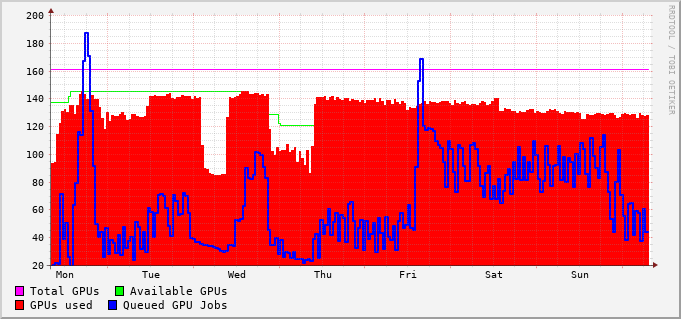 200
180
160
140
120
100
80
60
40
20
Mon Tue Wed Thu Fri Sat Sun
Total GPUs Available GPUs
GPUs used Queued GPU Jobs
RRDTOOL / TOBI OETIKER